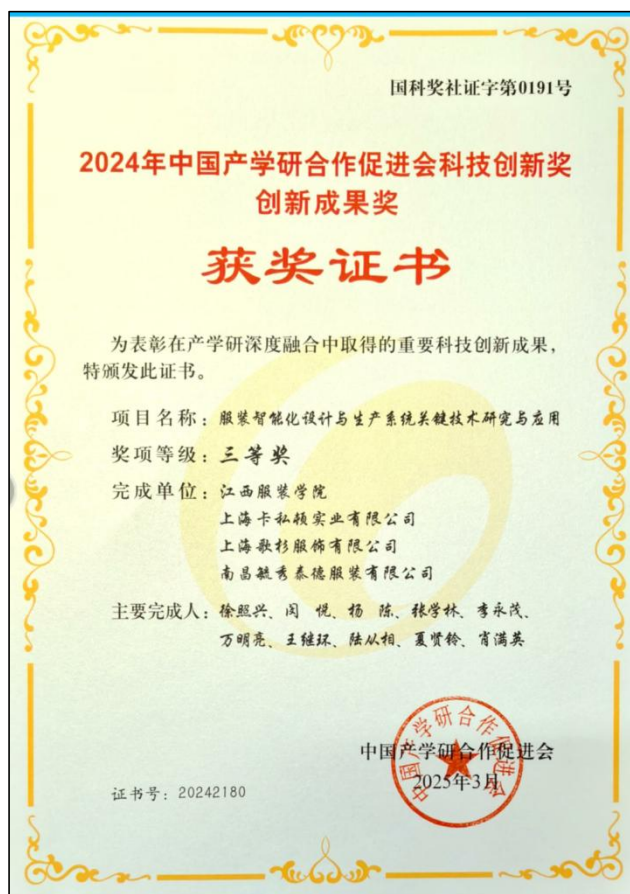 国科奖社证字第0191号
2024年中国产学研合作促进会科技创新奖
创新成果奖
获奖证书
为表彰在产学研深度融合中取得的重要科技创新成果，
特颁发此证书。
项目名称：服装智能化设计与生产系统关键技术研究与应用
奖项等级：三等奖
完成单位：江西服装学院
上海卡私顿实业有限公司
上海歌杉服饰有限公司
南昌毓秀泰德服装有限公司
主要完成人：徐照兴、闵 悦、杨 陈、张学林、李永茂、
万明亮、王继环、陆从相、夏贤铃、肖满英
中国产学研合作促进会
2025年3月
中国产学研合作促进会
证书号：20242180